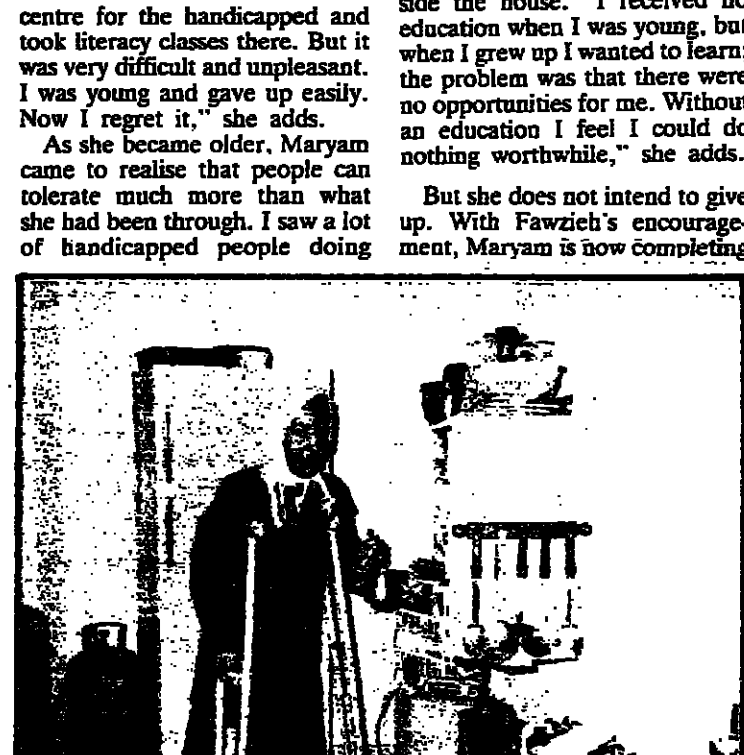 centre for the handicapped and
took literacy classes there. But it
was very difficult and unpleasant.
I was young and gave up easily.
Now I regret it," she adds.
As she became older, Maryam
came to realise that people can
tolerate much more than what
she had been through. I saw a lot
of handicapped people doing
side the house. "I received no
education when I was young, but
when I grew up I wanted to learn:
the problem was that there were
no opportunities for me. Without
an education I feel I could do
nothing worthwhile," she adds.
But she does not intend to give
up. With Fawzieh's encourage-
ment, Maryam is now completing